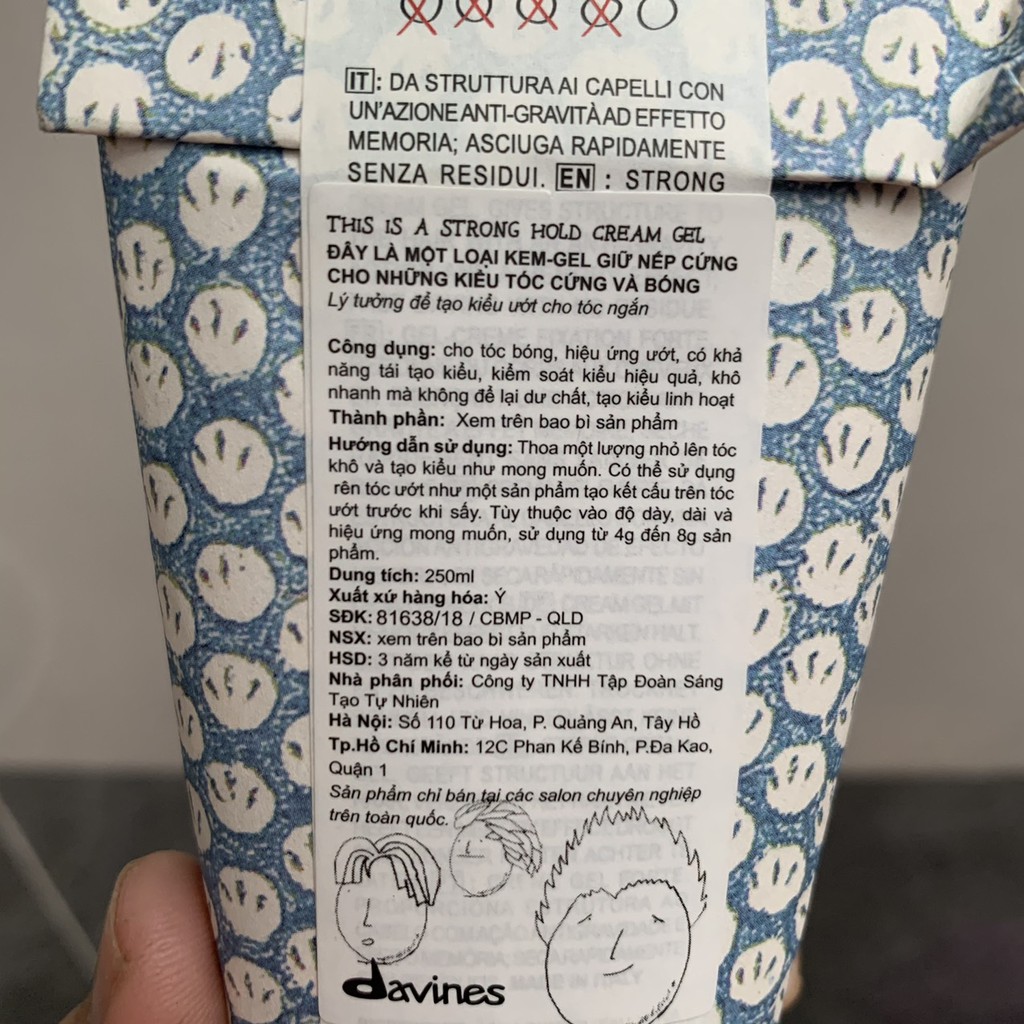 IT: DA STRUTTURA AI CAPELLI CON
UN'AZIONE ANTI-GRAVITÀ AD EFFETTO
MEMORIA; ASCIUGA RAPIDAMENTE
SENZA RESIDUI. EN : STRONG
THIS IS A STRONG HOLD CREAM GEL
ĐÂY LÀ MỘT LOẠI KEM-GEL GIỮ NẾP CỨNG
CHO NHỮNG KIỂU TÓC CỨNG VÀ BÓNG
Lý tưởng để tạo kiểu ướt cho tóc ngắn
Công dụng: cho tóc bóng, hiệu ứng ướt, có khả
năng tái tạo kiểu, kiểm soát kiểu hiệu quả, khô
nhanh mà không để lại dư chất, tạo kiểu linh hoạt
Thành phần: Xem trên bao bì sản phẩm
Hướng dẫn sử dụng: Thoa một lượng nhỏ lên tóc
khô và tạo kiểu như mong muốn. Có thể sử dụng
rên tóc ướt như một sản phẩm tạo kết cấu trên tóc
ướt trước khi sấy. Tùy thuộc vào độ dày, dài và
hiệu ứng mong muốn, sử dụng từ 4g đến 8g sản
phẩm.
Dung tích: 250ml
Xuất xứ hàng hóa: Ý
SĐK: 81638/18 / CBMP - QLD
NSX: xem trên bao bì sản phẩm
HSD: 3 năm kể từ ngày sản xuất
Nhà phân phối: Công ty TNHH Tập Đoàn Sáng
Tạo Tự Nhiên
Hà Nội: Số 110 Từ Hoa, P. Quảng An, Tây Hồ
Tp.Hồ Chí Minh: 12C Phan Kế Bính, P.Đa Kao,
Quận 1
Sản phẩm chỉ bán tại các salon chuyên nghiệp
trên toàn quốc.
davines